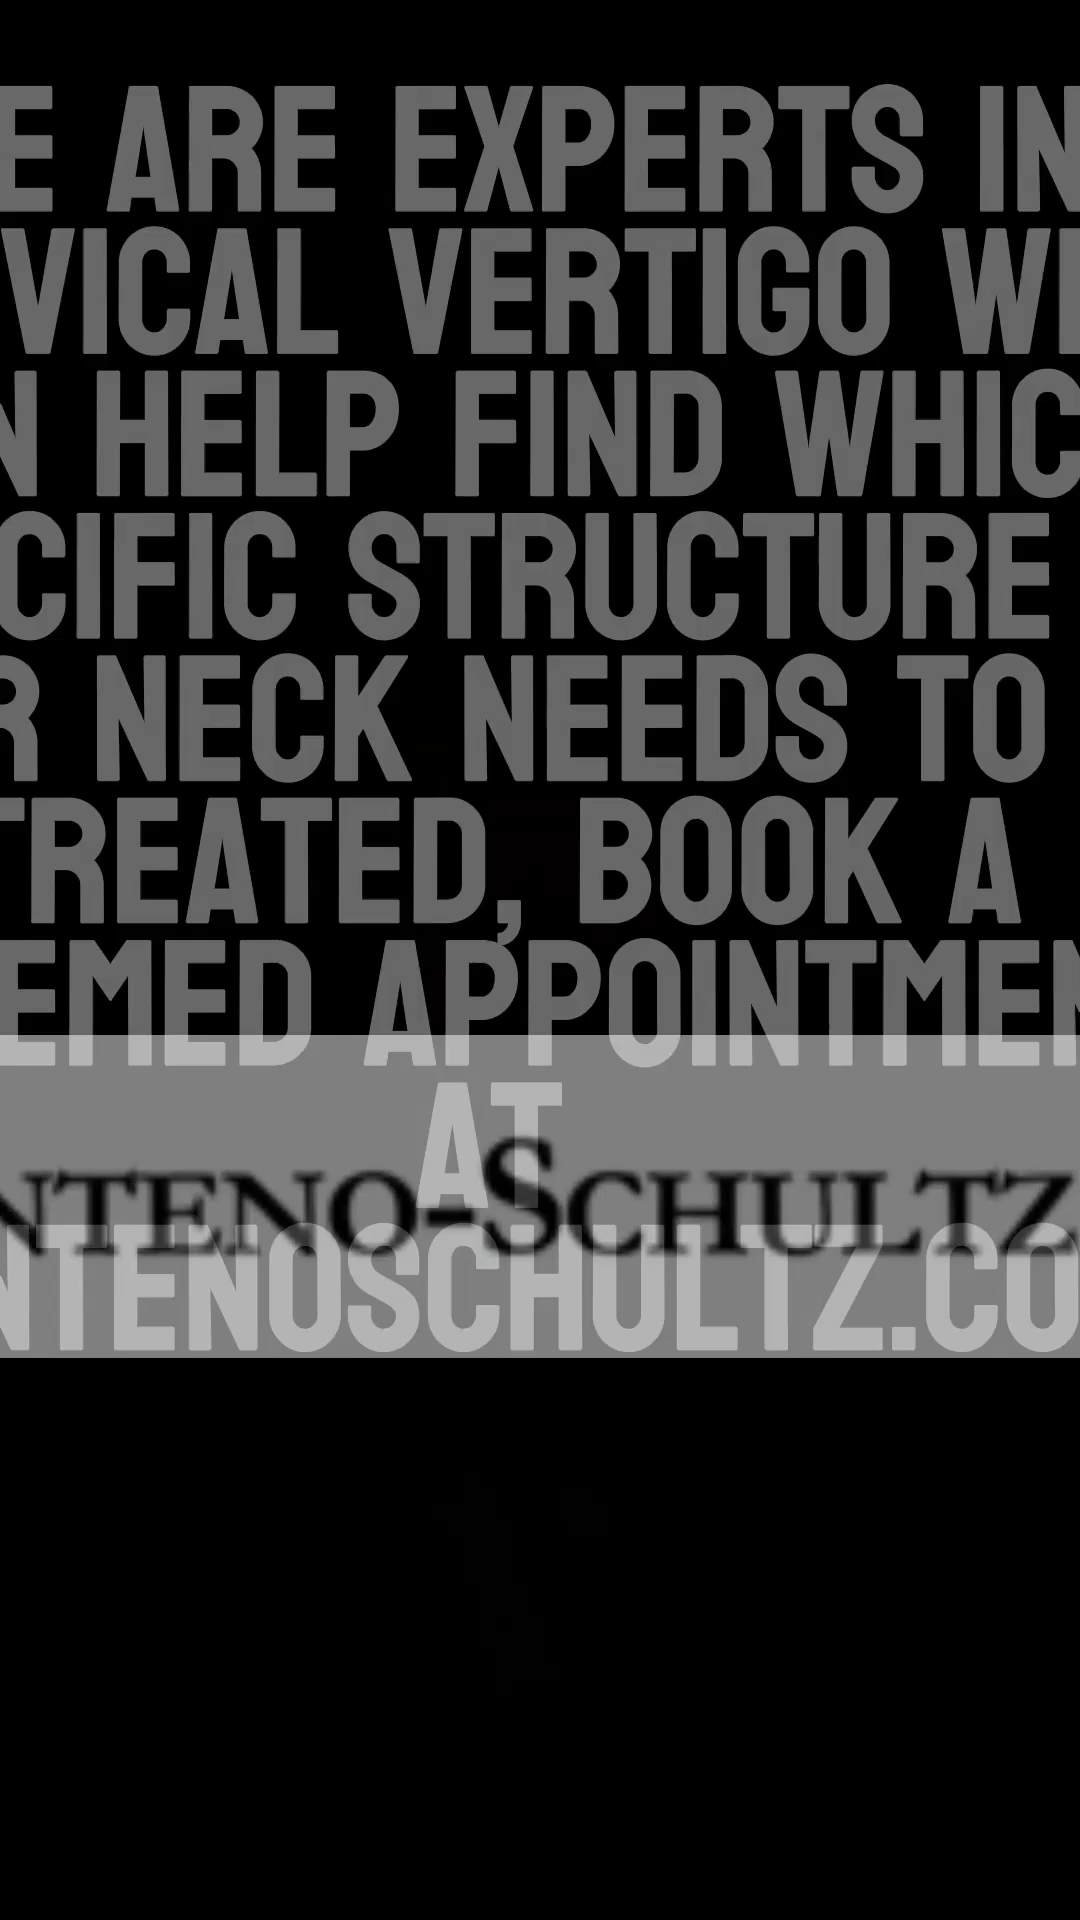 E ARE EXPERTS IN
VICAL VERTIGO WE
N HELP FIND WHIC
CIFIC STRUCTURE
R NECK NEEDS TO
TREATED, BOOK A
EMED APPOINTMEN
AT
NTENO-SCHULTZ
NTENOSCHULTZ.CO